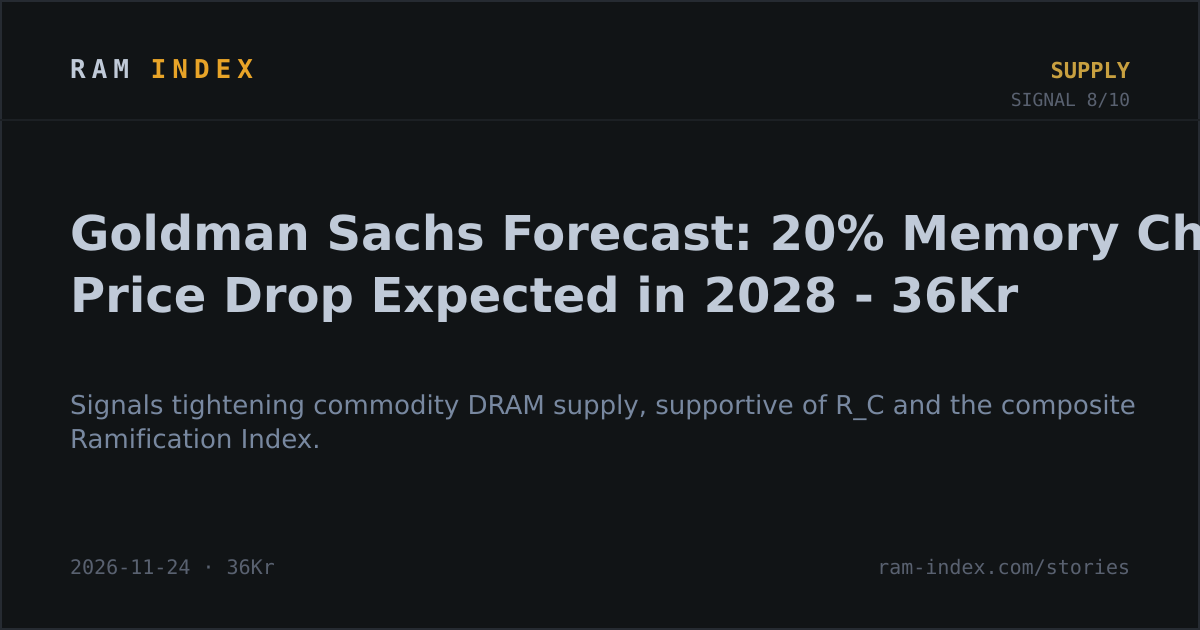 RAM INDEX
SUPPLY
SIGNAL 8/10
Goldman Sachs Forecast: 20% Memory Ch
Price Drop Expected in 2028 - 36Kr
Signals tightening commodity DRAM supply, supportive of R_C and the composite
Ramification Index.
2026-11-24 · 36Kr
ram-index.com/stories